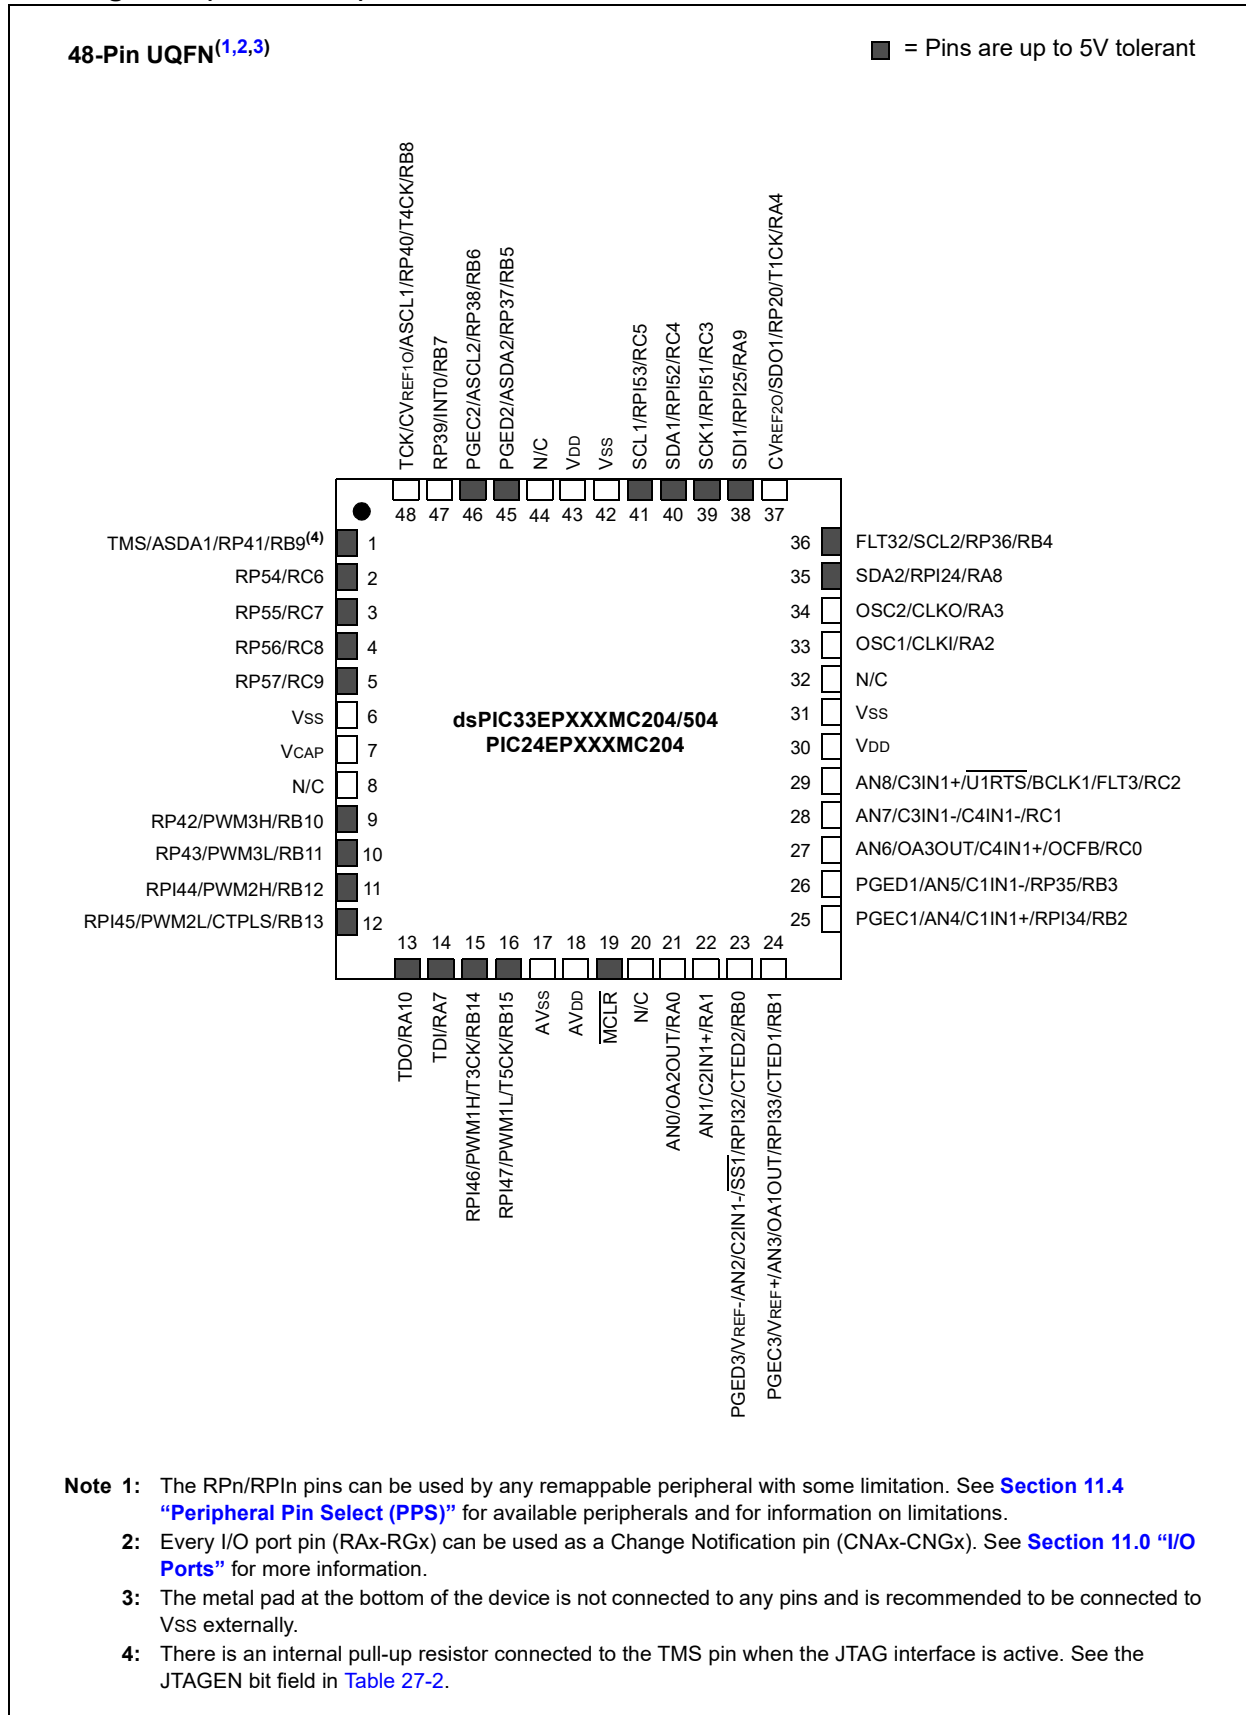 48-Pin UQFN(1,2,3)
= Pins are up to 5V tolerant
TCK/CVREF1O/ASCL1/RP40/T4CK/RB8
RP39/INT0/RB7
PGEC2/ASCL2/RP38/RB6
PGED2/ASDA2/RP37/RB5
N/C
VDD
VSS
SCL1/RPI53/RC5
SDA1/RPI52/RC4
SCK1/RPI51/RC3
SDI1/RPI25/RA9
CVREF2O/SDO1/RP20/T1CK/RA4
48 47 46 45 44 43 42 41 40 39 38 37
TMS/ASDA1/RP41/RB9(4) 1
RP54/RC6 2
RP55/RC7 3
RP56/RC8 4
RP57/RC9 5
VSS 6
VCAP 7
N/C 8
RP42/PWM3H/RB10 9
RP43/PWM3L/RB11 10
RPI44/PWM2H/RB12 11
RPI45/PWM2L/CTPLS/RB13 12
dsPIC33EPXXXMC204/504
PIC24EPXXXMC204
36 FLT32/SCL2/RP36/RB4
35 SDA2/RPI24/RA8
34 OSC2/CLKO/RA3
33 OSC1/CLKI/RA2
32 N/C
31 VSS
30 VDD
29 AN8/C3IN1+/U1RTS/BCLK1/FLT3/RC2
28 AN7/C3IN1-/C4IN1-/RC1
27 AN6/OA3OUT/C4IN1+/OCFB/RC0
26 PGED1/AN5/C1IN1-/RP35/RB3
25 PGEC1/AN4/C1IN1+/RPI34/RB2
13 14 15 16 17 18 19 20 21 22 23 24
TDO/RA10
TDI/RA7
RPI46/PWM1H/T3CK/RB14
RPI47/PWM1L/T5CK/RB15
AVSS
AVDD
MCLR
N/C
AN0/OA2OUT/RA0
AN1/C2IN1+/RA1
PGED3/VREF-/AN2/C2IN1-/SS1/RPI32/CTED2/RB0
PGEC3/VREF+/AN3/OA1OUT/RPI33/CTED1/RB1
Note 1: The RPn/RPIn pins can be used by any remappable peripheral with some limitation. See Section 11.4
“Peripheral Pin Select (PPS)” for available peripherals and for information on limitations.
2: Every I/O port pin (RAx-RGx) can be used as a Change Notification pin (CNAx-CNGx). See Section 11.0 “I/O
Ports” for more information.
3: The metal pad at the bottom of the device is not connected to any pins and is recommended to be connected to
VSS externally.
4: There is an internal pull-up resistor connected to the TMS pin when the JTAG interface is active. See the
JTAGEN bit field in Table 27-2.